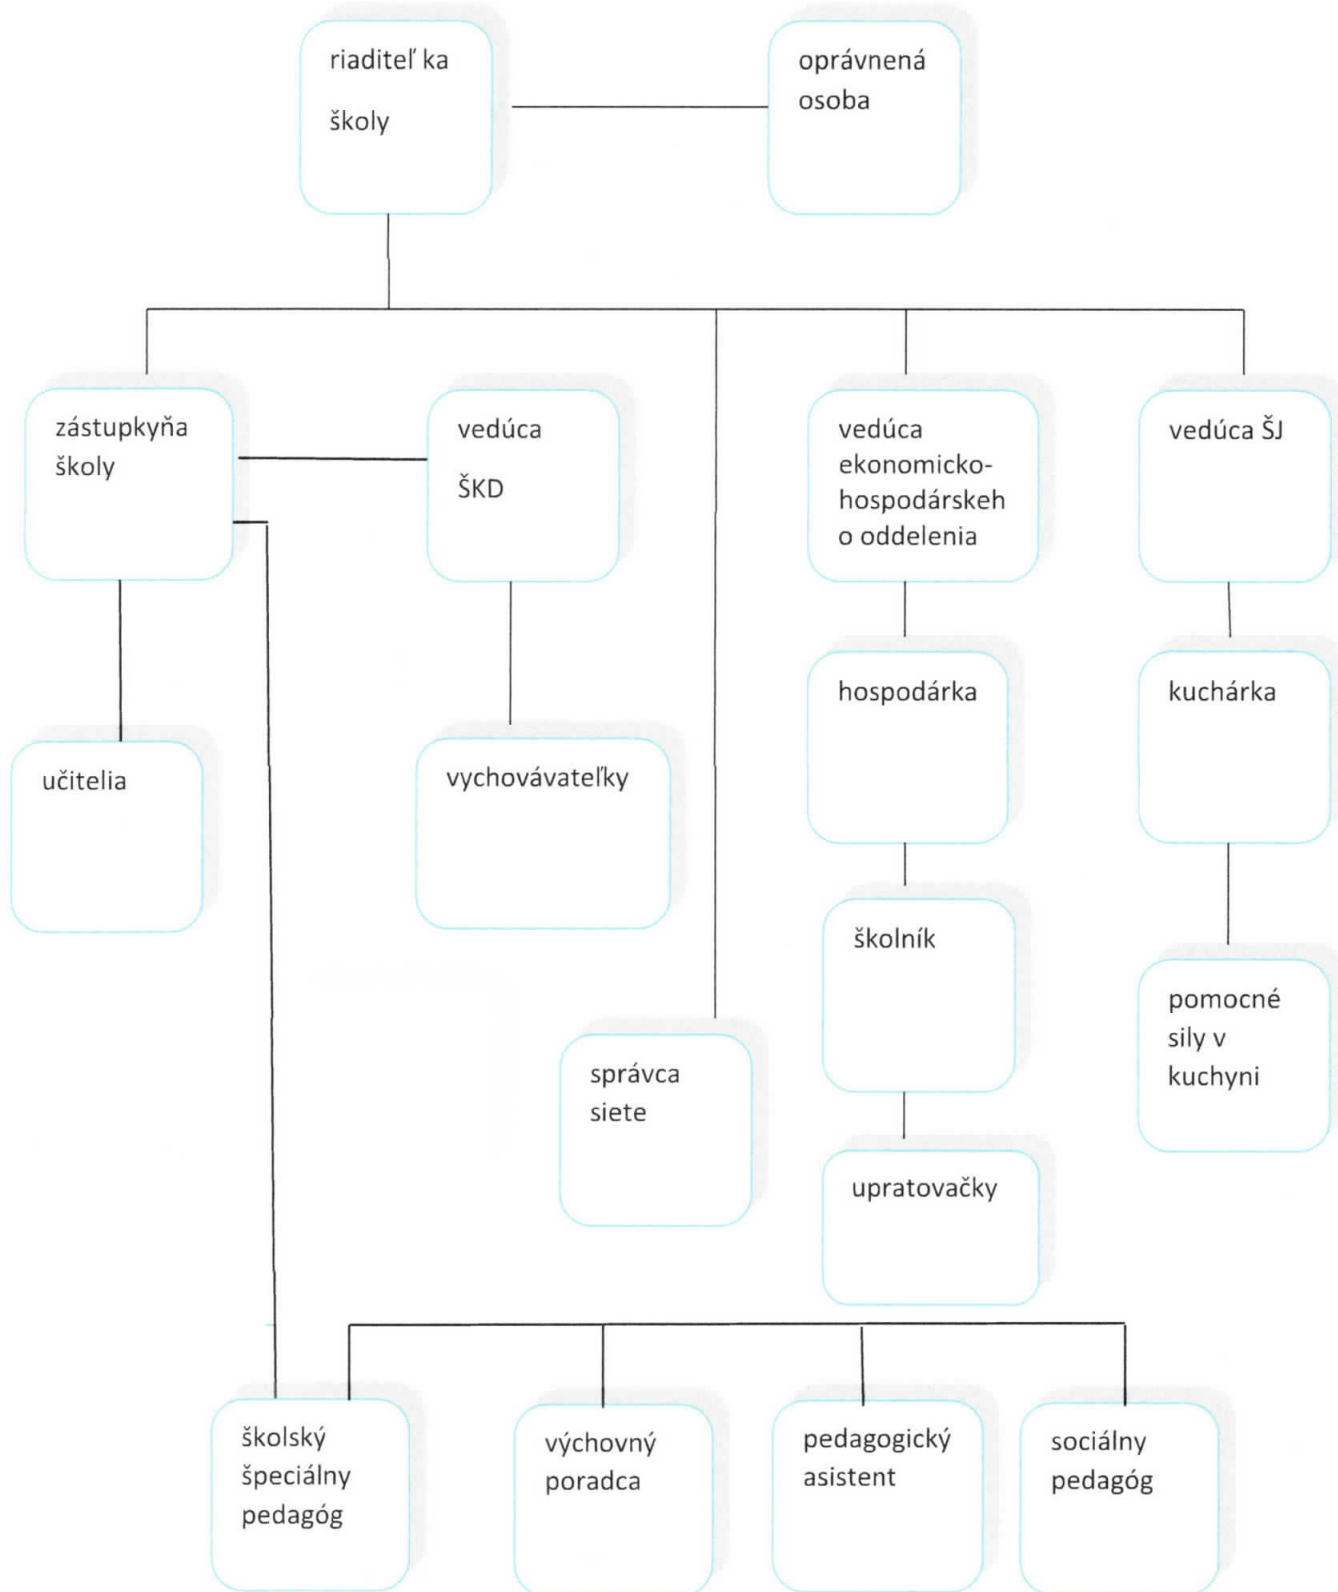 riaditeľ ka
školy
oprávnená
osoba
zástupkyňa
školy
vedúca
ŠKD
vedúca
ekonomicko-
hospodárskeh
o oddelenia
vedúca ŠJ
hospodárka
kuchárka
učitelia
vychovávateľky
školník
pomocné
sily v
kuchyni
správca
siete
upratovačky
školský
špeciálny
pedagóg
výchovný
poradca
pedagogický
asistent
sociálny
pedagóg